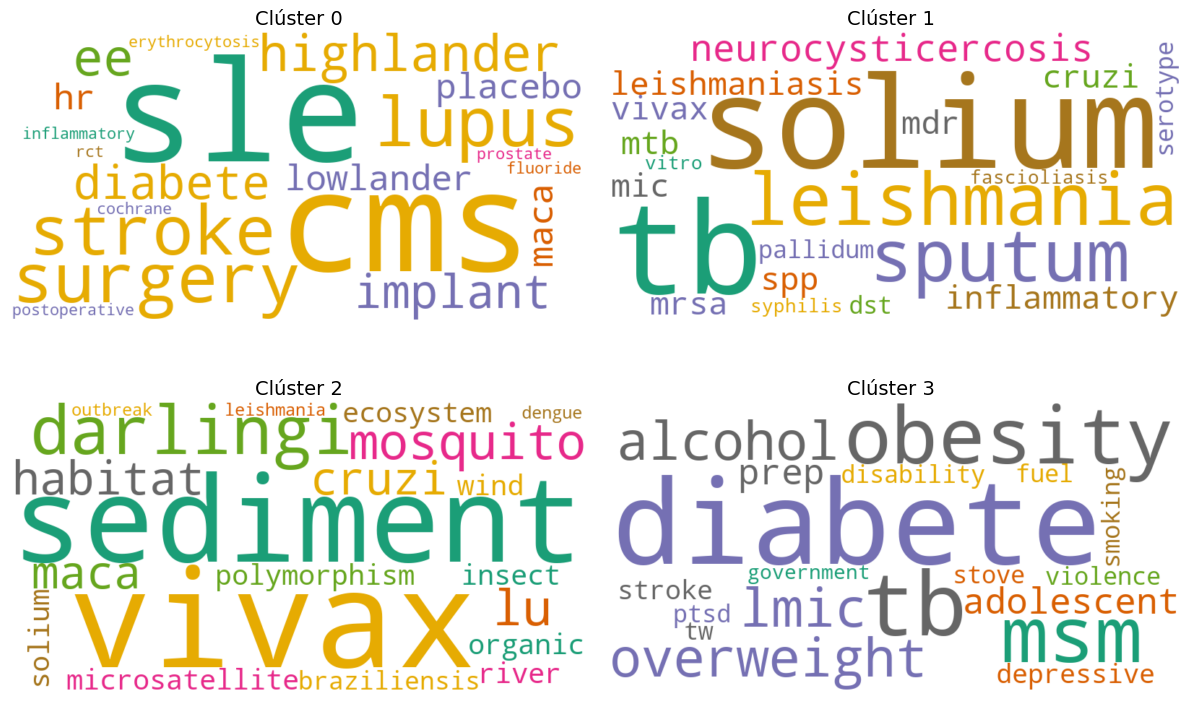 Clúster 0
erythrocytosis
ee
highlander
hr
sle
placebo
lupus
inflammatory
rct
prostate
fluoride
diabete
lowlander
cochrane
maca
stroke
cms
surgery
implant
postoperative
Clúster 1
neurocysticercosis
leishmaniasis
cruzi
serotype
vivax
solium
mdr
mtb
vitro
mic
fascioliasis
leishmania
tb
pallidum
sputum
spp
mrsa
syphilis
dst
inflammatory
Clúster 2
outbreak
leishmania
ecosystem
dengue
darlingi
mosquito
habitat
cruzi
wind
sediment
maca
polymorphism
insect
solium
vivax
lu
organic
microsatellite
braziliensis
river
Clúster 3
alcohol
obesity
prep
disability
fuel
smoking
diabete
government
stove
violence
stroke
ptsd
lmic
tb
adolescent
tw
msm
overweight
depressive